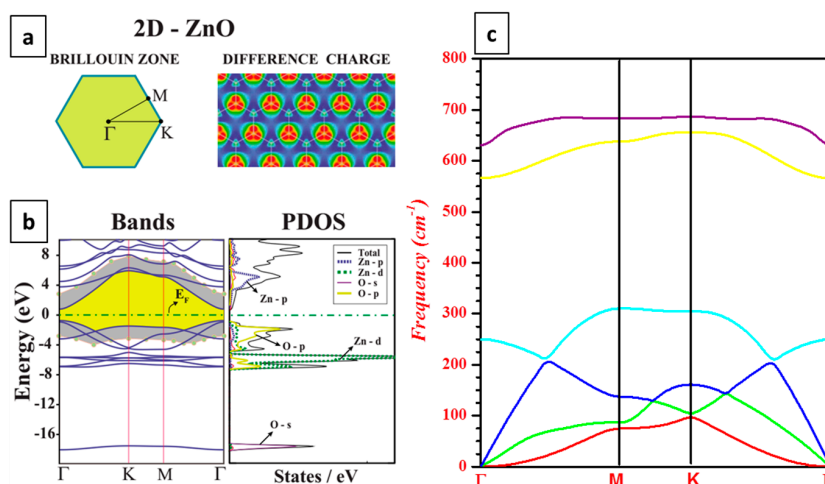 a
2D - ZnO
BRILLOUIN ZONE
DIFFERENCE CHARGE
M
Γ
K
b
Bands
PDOS
Energy (eV)
8
4
0
-4
-8
-16
E_F
Γ K M Γ
Total
Zn - p
Zn - d
O - s
O - p
Zn - p
O - p
Zn - d
O - s
States / eV
c
Frequency (cm⁻¹)
800
700
600
500
400
300
200
100
0
Γ M K Γ